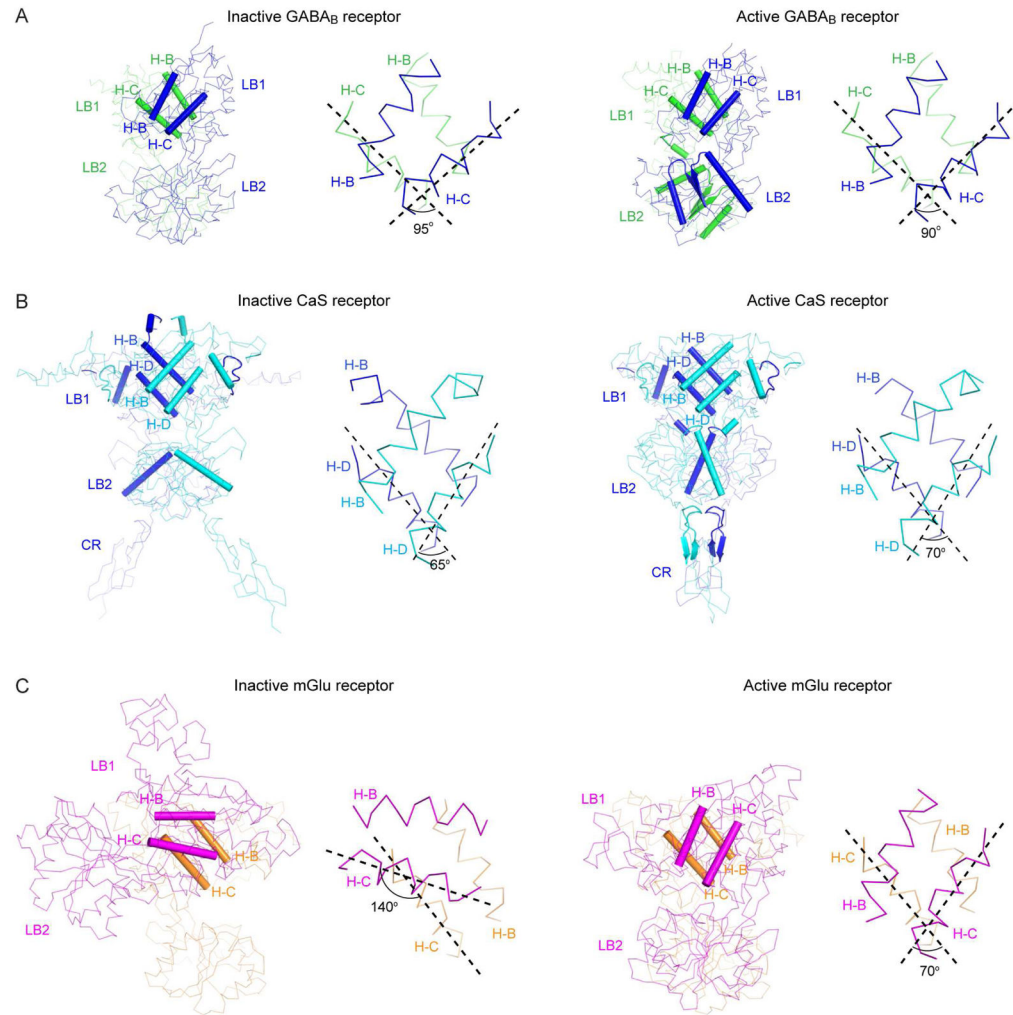 A
Inactive GABAB receptor
Active GABAB receptor
H-B
H-C
LB1
LB1
H-B
H-C
LB2
LB2
H-C
H-B
H-C
95°
H-B
H-B
H-C
LB1
LB1
H-C
LB2
LB2
H-C
H-B
H-C
90°
B
Inactive CaS receptor
Active CaS receptor
H-B
H-D
LB1
H-B
H-D
LB2
CR
H-B
H-D
H-B
H-D
65°
H-B
H-D
LB1
H-B
H-D
LB2
CR
H-B
H-D
H-B
H-D
70°
C
Inactive mGlu receptor
Active mGlu receptor
LB1
H-B
H-C
H-B
H-C
LB2
H-B
H-C
140°
H-C
H-B
LB1
H-B
H-C
H-B
H-C
LB2
H-B
H-C
H-B
H-C
70°